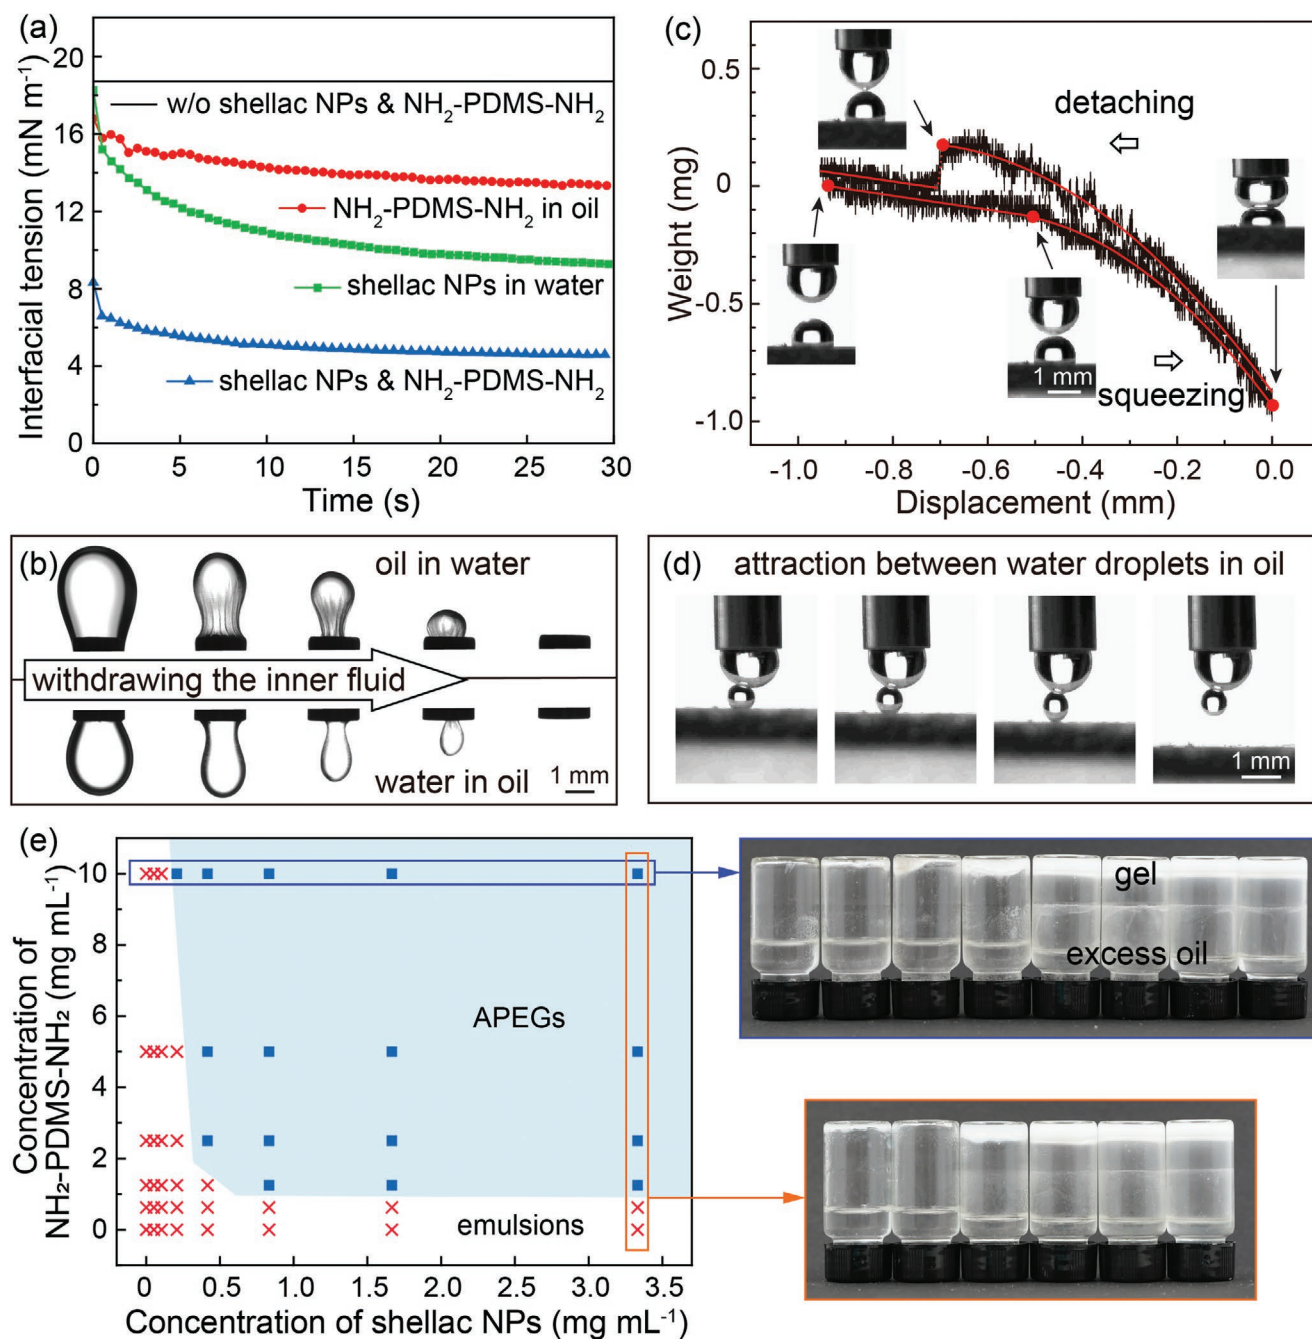 (a)
Interfacial tension (mN m⁻¹)
20
16
12
8
4
0
w/o shellac NPs & NH₂-PDMS-NH₂
NH₂-PDMS-NH₂ in oil
shellac NPs in water
shellac NPs & NH₂-PDMS-NH₂
0 5 10 15 20 25 30
Time (s)
(c)
Weight (mg)
0.5
0
-0.5
-1.0
detaching
squeezing
1 mm
-1.0 -0.8 -0.6 -0.4 -0.2 0.0
Displacement (mm)
(b)
oil in water
withdrawing the inner fluid
water in oil
1 mm
(d) attraction between water droplets in oil
1 mm
(e)
Concentration of
NH₂-PDMS-NH₂ (mg mL⁻¹)
10
8
6
4
2
0
APEGs
emulsions
0 0.5 1.0 1.5 2.0 2.5 3.0 3.5
Concentration of shellac NPs (mg mL⁻¹)
gel
excess oil